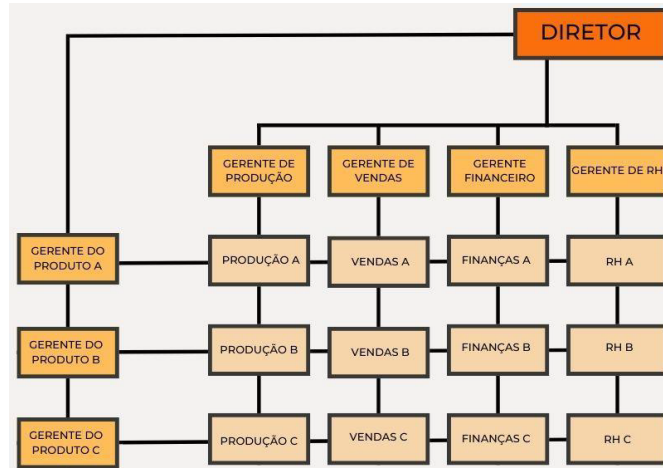 DIRETOR
GERENTE DE
PRODUÇÃO
GERENTE DE
VENDAS
GERENTE
FINANCEIRO
GERENTE DE RH
GERENTE DO
PRODUTO A
PRODUÇÃO A
VENDAS A
FINANÇAS A
RH A
GERENTE DO
PRODUTO B
PRODUÇÃO B
VENDAS B
FINANÇAS B
RH B
GERENTE DO
PRODUTO C
PRODUÇÃO C
VENDAS C
FINANÇAS C
RH C